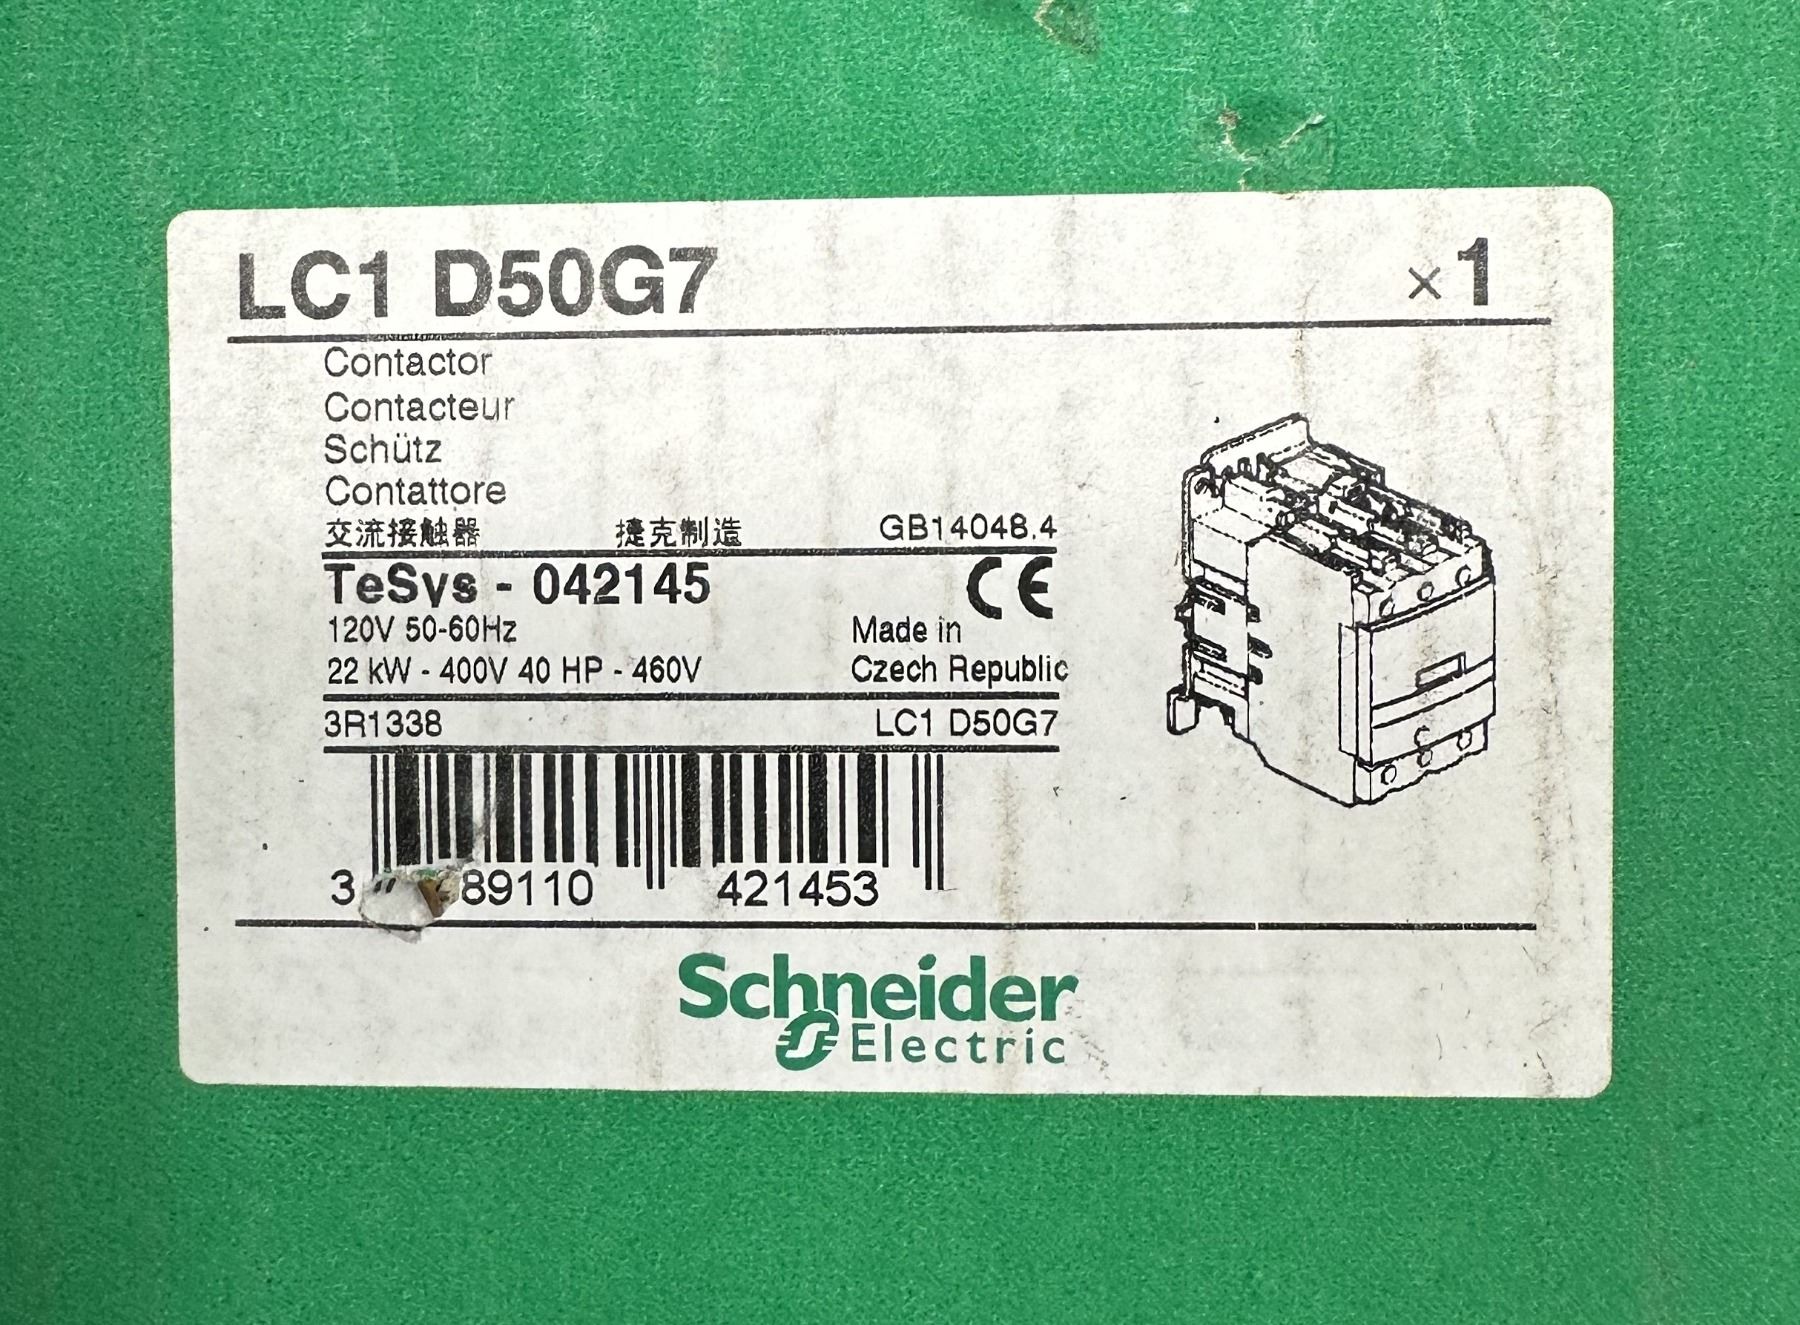 LC1 D50G7 ×1
Contactor
Contacteur
Schütz
Contattore
交流接触器 捷克制造 GB14048.4
TeSys - 042145 CE
120V 50-60Hz Made in
22 kW - 400V 40 HP - 460V Czech Republic
3R1338 LC1 D50G7
3 89110 421453
Schneider
Electric